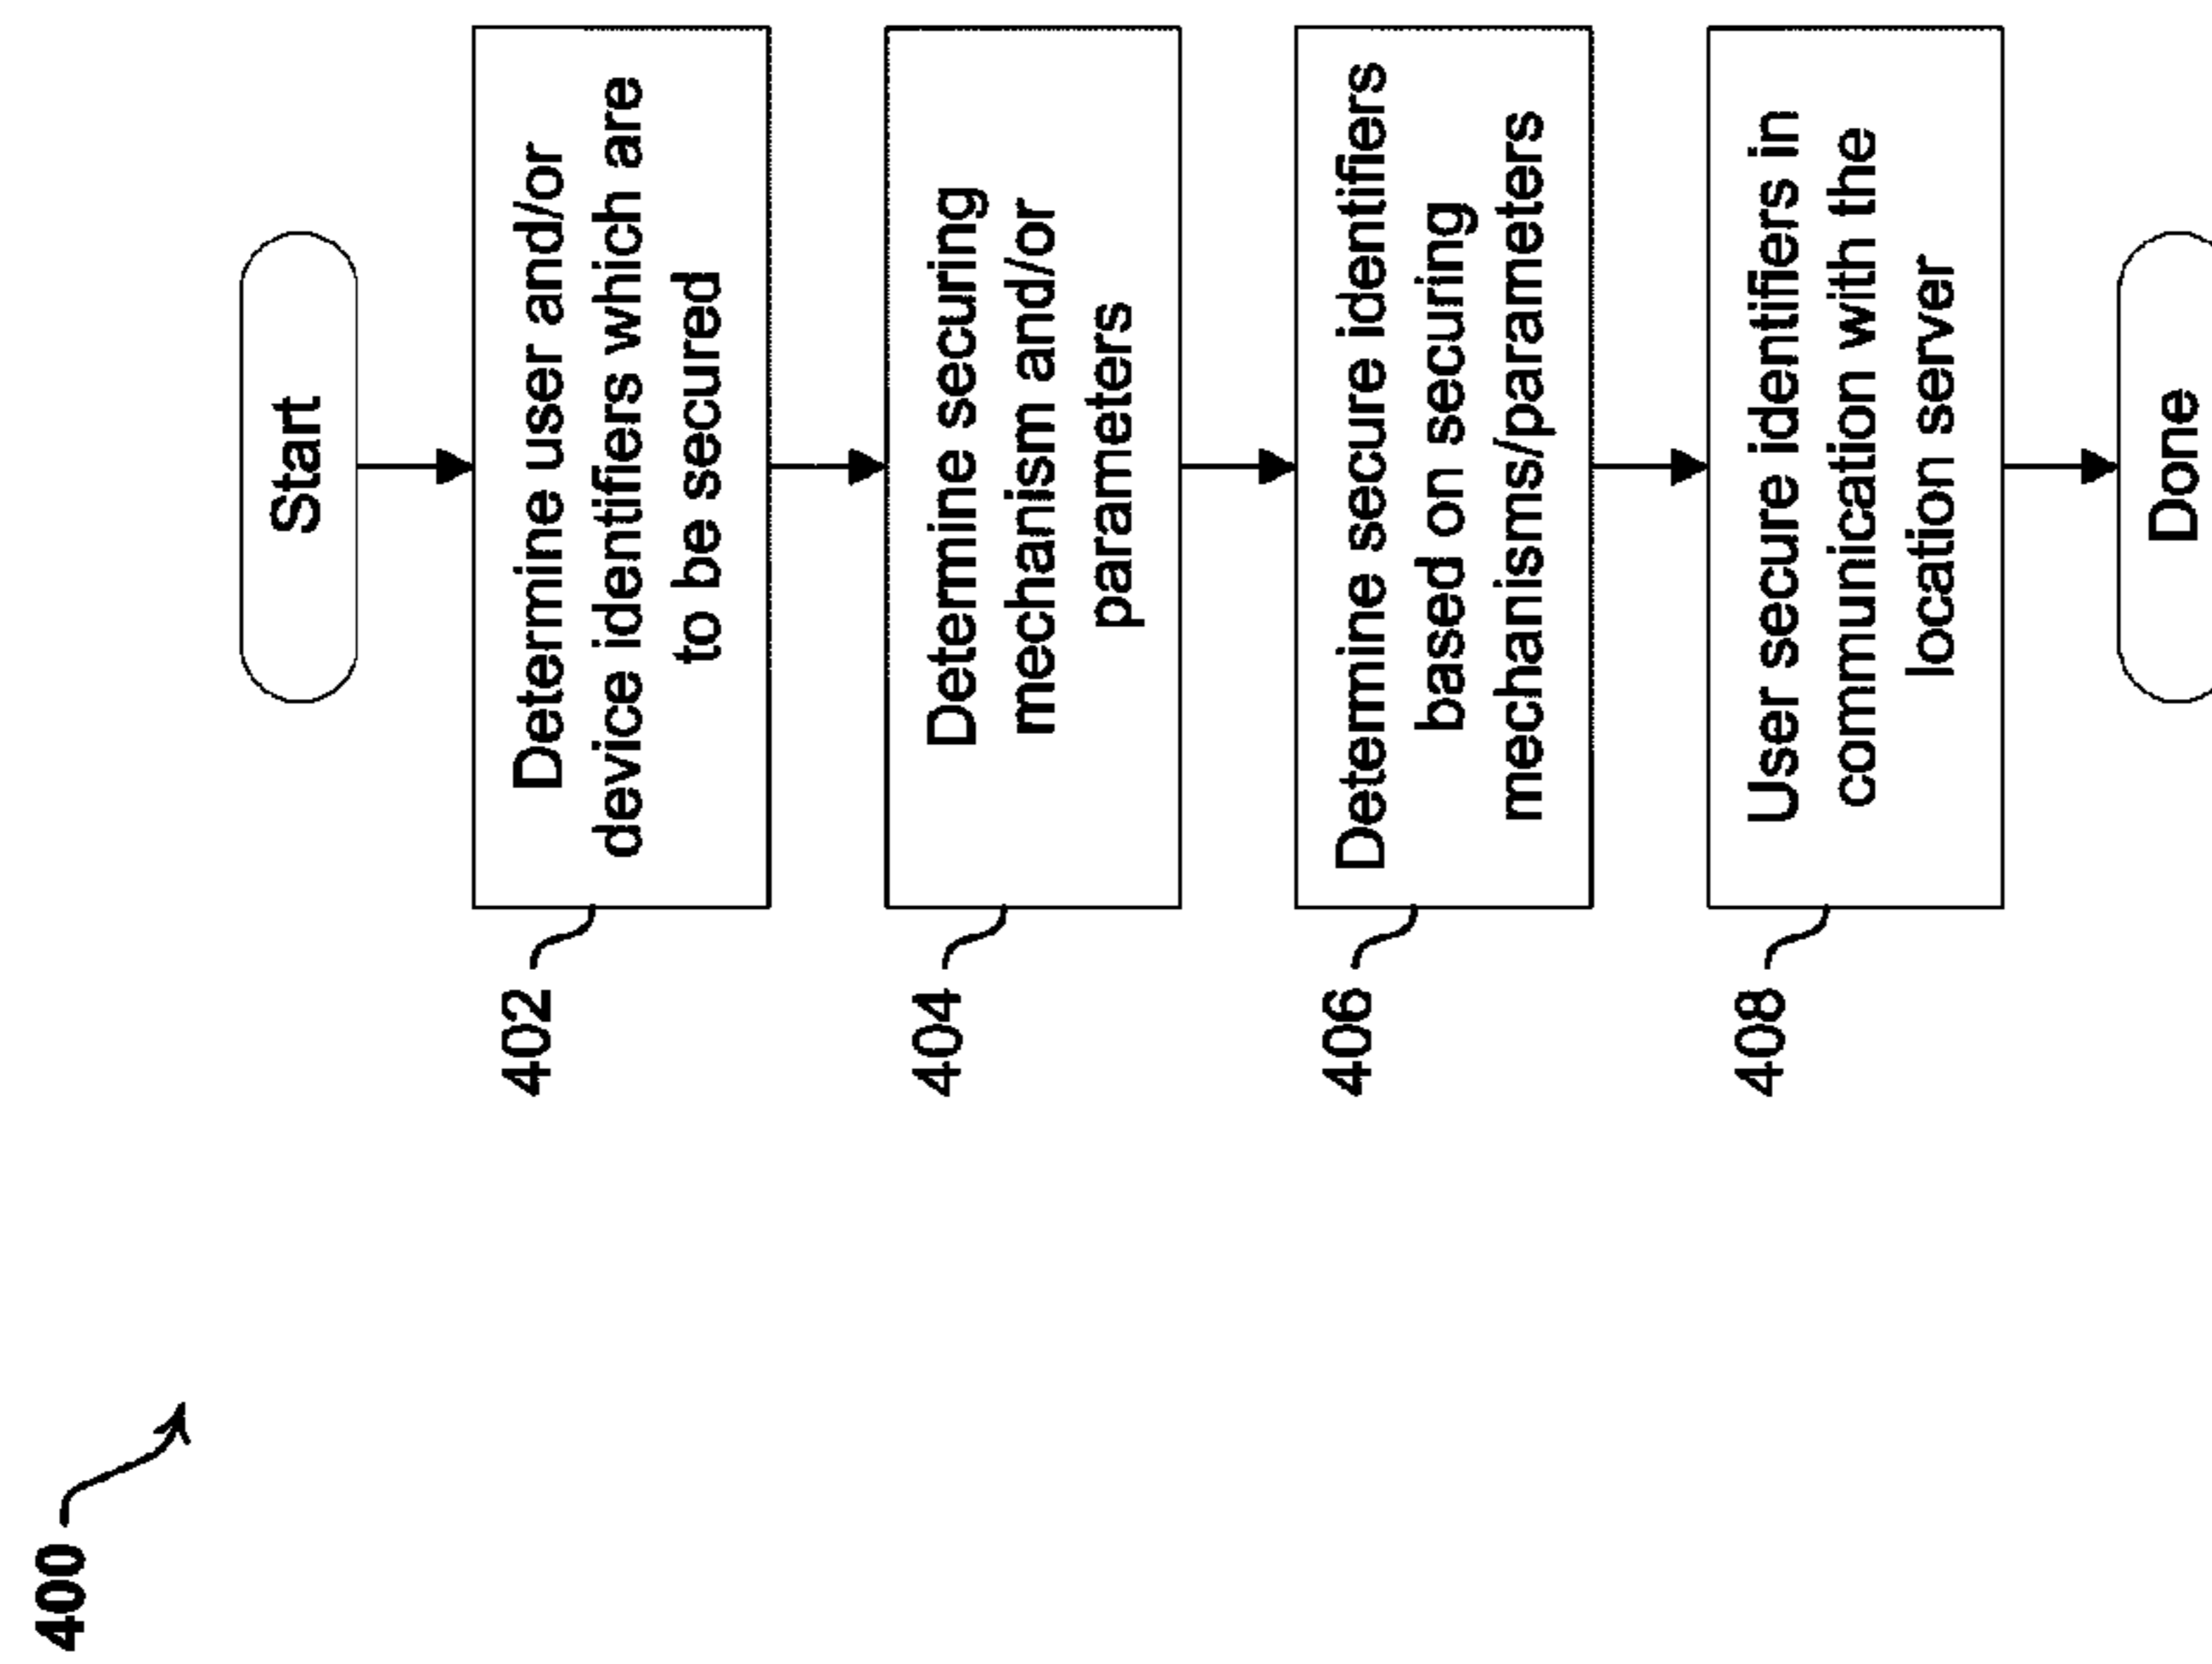 400
Start
402
Determine user and/or
device identifiers which are
to be secured
404
Determine securing
mechanism and/or
parameters
406
Determine secure identifiers
based on securing
mechanisms/parameters
408
User secure identifiers in
communication with the
location server
Done